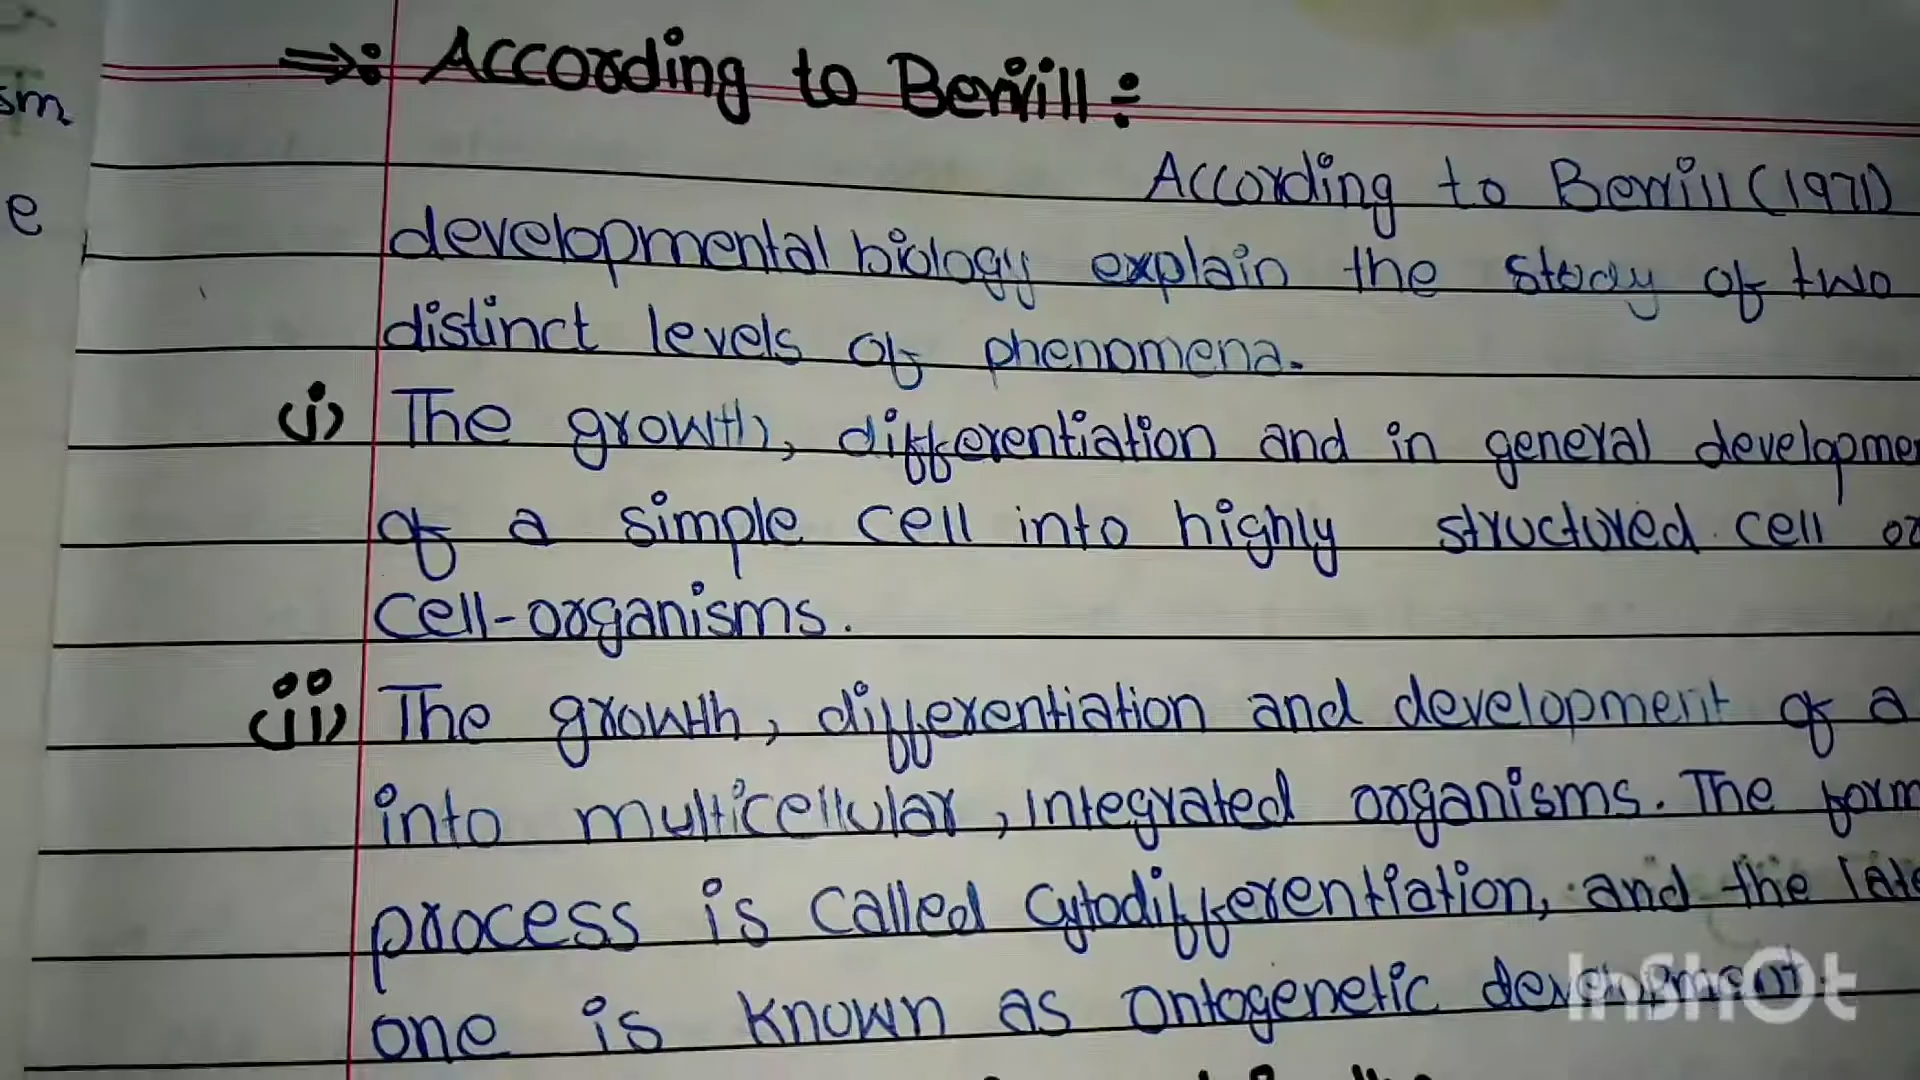 ⇒: According to Berrill :-
sm
According to Berrill (1971)
e
developmental biology explain the study of two
distinct levels of phenomena.
(i) The growth, differentiation and in general developme
of a simple cell into highly structured cell or
Cell-organisms.
(ii) The growth, differentiation and development of a
into multicellular, integrated organisms. The form
process is called cytodifferentiation, and the late
one is known as ontogenetic development.
InShOt